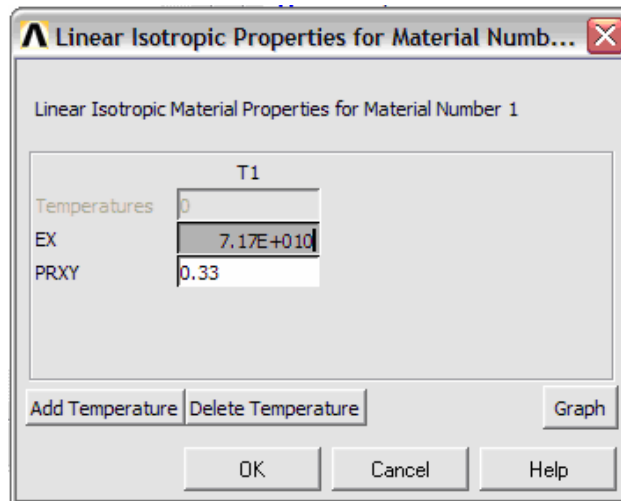 Linear Isotropic Properties for Material Numb...
Linear Isotropic Material Properties for Material Number 1
T1
Temperatures 0
EX 7.17E+010
PRXY 0.33
Add Temperature Delete Temperature Graph
OK Cancel Help